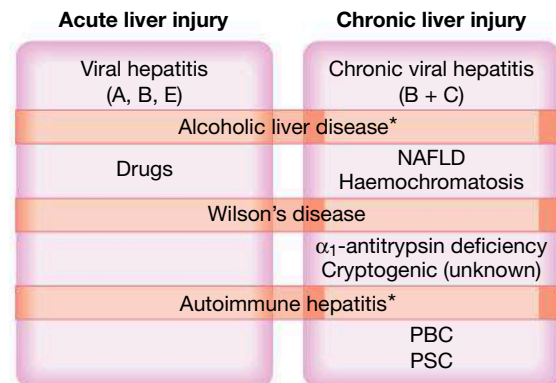 Acute liver injury
Chronic liver injury
Viral hepatitis
(A, B, E)
Chronic viral hepatitis
(B + C)
Alcoholic liver disease*
Drugs
NAFLD
Haemochromatosis
Wilson’s disease
α1-antitrypsin deficiency
Cryptogenic (unknown)
Autoimmune hepatitis*
PBC
PSC